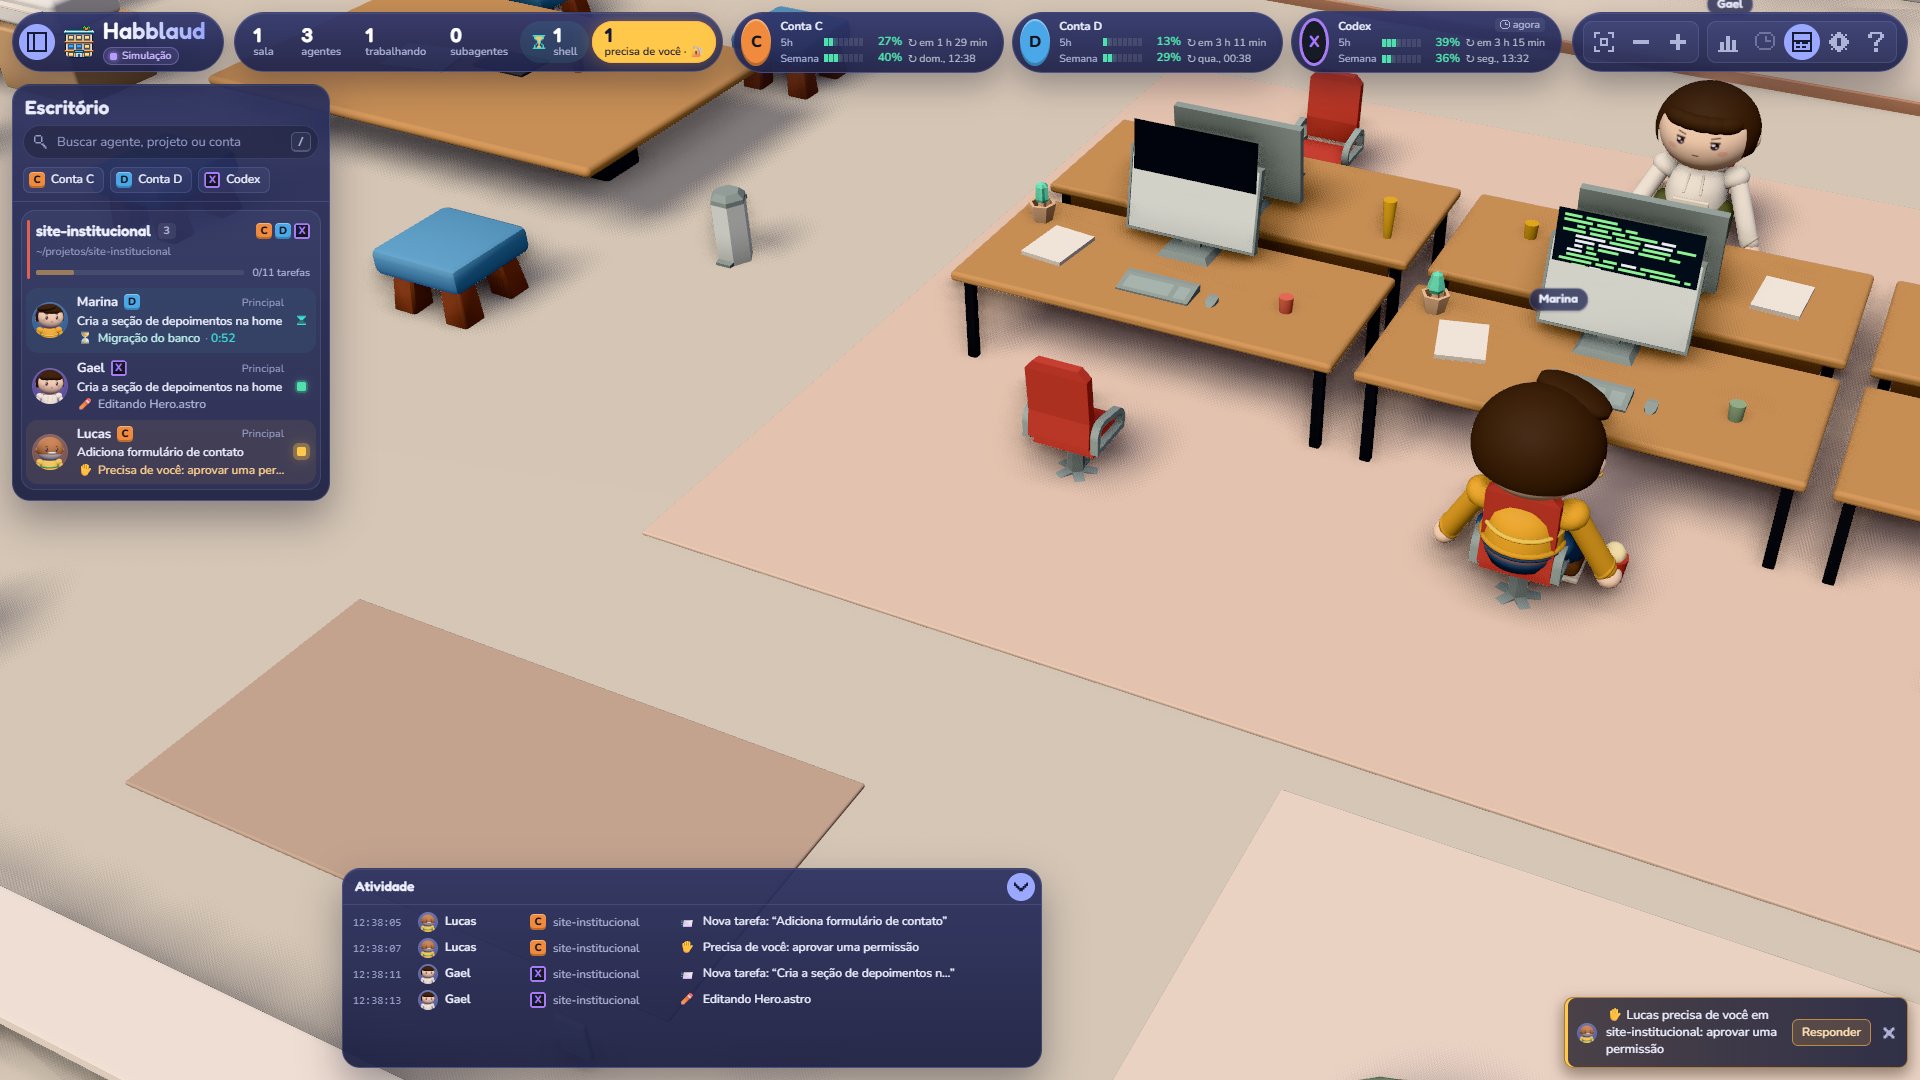 Habblaud
Simulação
1 sala
3 agentes
1 trabalhando
0 subagentes
1 shell
1 precisa de você ·
C Conta C
5h 27% em 1 h 29 min
Semana 40% dom., 12:38
D Conta D
5h 13% em 3 h 11 min
Semana 29% qua., 00:38
X Codex agora
5h 39% em 3 h 15 min
Semana 36% seg., 13:32
?
Gael
Escritório
Buscar agente, projeto ou conta /
C Conta C D Conta D X Codex
site-institucional 3 C D X
~/projetos/site-institucional
0/11 tarefas
Marina D Principal
Cria a seção de depoimentos na home
Migração do banco · 0:52
Gael X Principal
Cria a seção de depoimentos na home
Editando Hero.astro
Lucas C Principal
Adiciona formulário de contato
Precisa de você: aprovar uma per...
Marina
Atividade
12:38:05 Lucas C site-institucional Nova tarefa: “Adiciona formulário de contato”
12:38:07 Lucas C site-institucional Precisa de você: aprovar uma permissão
12:38:11 Gael X site-institucional Nova tarefa: “Cria a seção de depoimentos n...”
12:38:13 Gael X site-institucional Editando Hero.astro
Lucas precisa de você em
site-institucional: aprovar uma
permissão
Responder